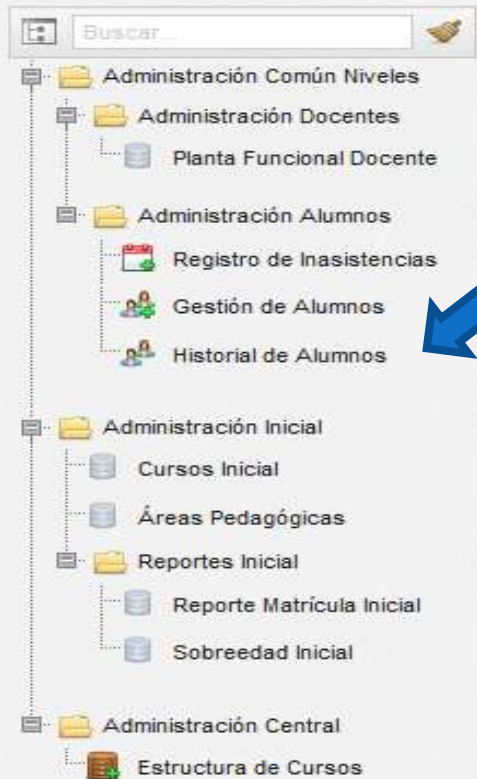 Buscar...
Administración Común Niveles
Administración Docentes
Planta Funcional Docente
Administración Alumnos
Registro de Inasistencias
Gestión de Alumnos
Historial de Alumnos
Administración Inicial
Cursos Inicial
Áreas Pedagógicas
Reportes Inicial
Reporte Matrícula Inicial
Sobreedad Inicial
Administración Central
Estructura de Cursos